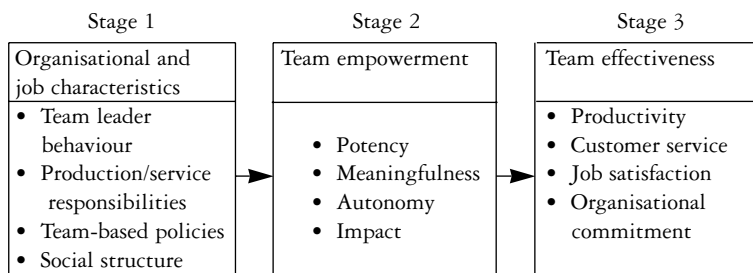 Stage 1
Stage 2
Stage 3
Organisational and
job characteristics
• Team leader
behaviour
• Production/service
responsibilities
• Team-based policies
• Social structure
Team empowerment
• Potency
• Meaningfulness
• Autonomy
• Impact
Team effectiveness
• Productivity
• Customer service
• Job satisfaction
• Organisational
commitment